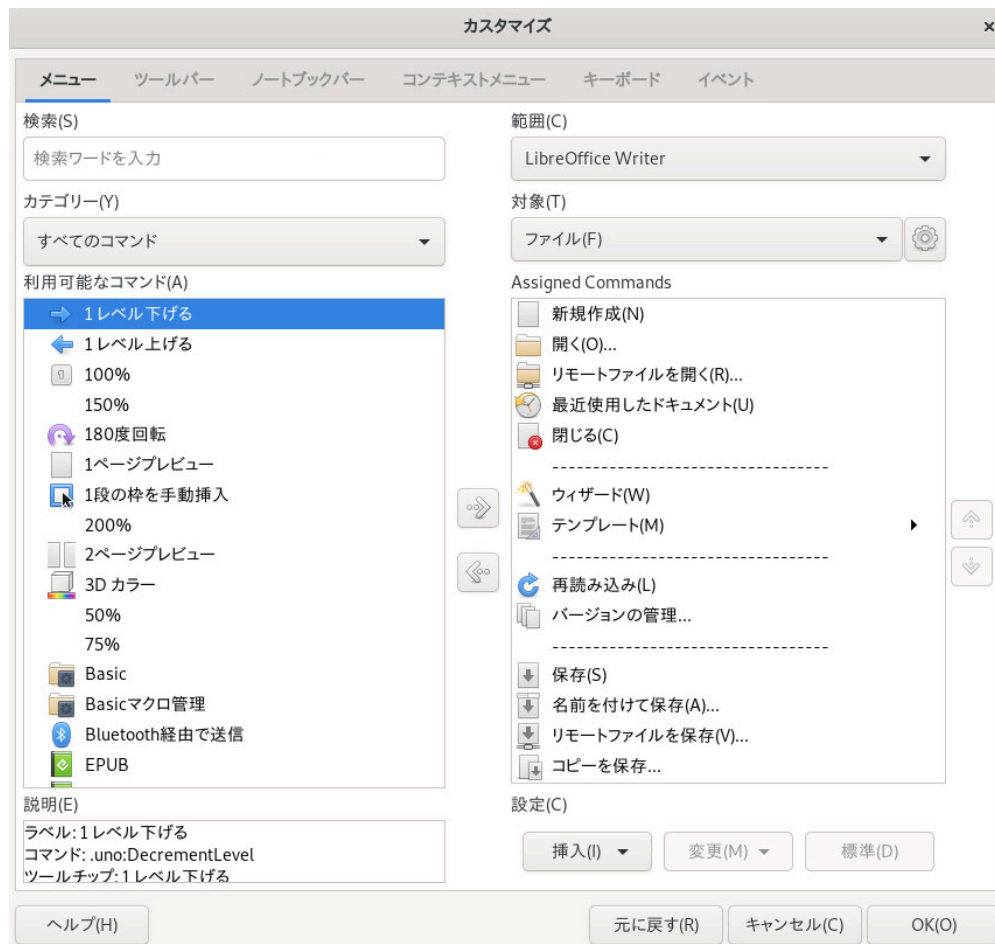 カスタマイズ
メニュー ツールバー ノートブックバー コンテキストメニュー キーボード イベント
検索(S)
検索ワードを入力
カテゴリー(Y)
すべてのコマンド
利用可能なコマンド(A)
1レベル下げる
1レベル上げる
100%
150%
180度回転
1ページプレビュー
1段の枠を手動挿入
200%
2ページプレビュー
3D カラー
50%
75%
Basic
Basicマクロ管理
Bluetooth経由で送信
EPUB
説明(E)
ラベル: 1レベル下げる
コマンド: .uno:DecrementLevel
ツールチップ: 1レベル下げる
範囲(C)
LibreOffice Writer
対象(T)
ファイル(F)
Assigned Commands
新規作成(N)
開く(O)...
リモートファイルを開く(R)...
最近使用したドキュメント(U)
閉じる(C)
----------------------------------
ウィザード(W)
テンプレート(M)
----------------------------------
再読み込み(L)
バージョンの管理...
----------------------------------
保存(S)
名前を付けて保存(A)...
リモートファイルを保存(V)...
コピーを保存...
設定(C)
挿入(I) 変更(M) 標準(D)
ヘルプ(H) 元に戻す(R) キャンセル(C) OK(O)